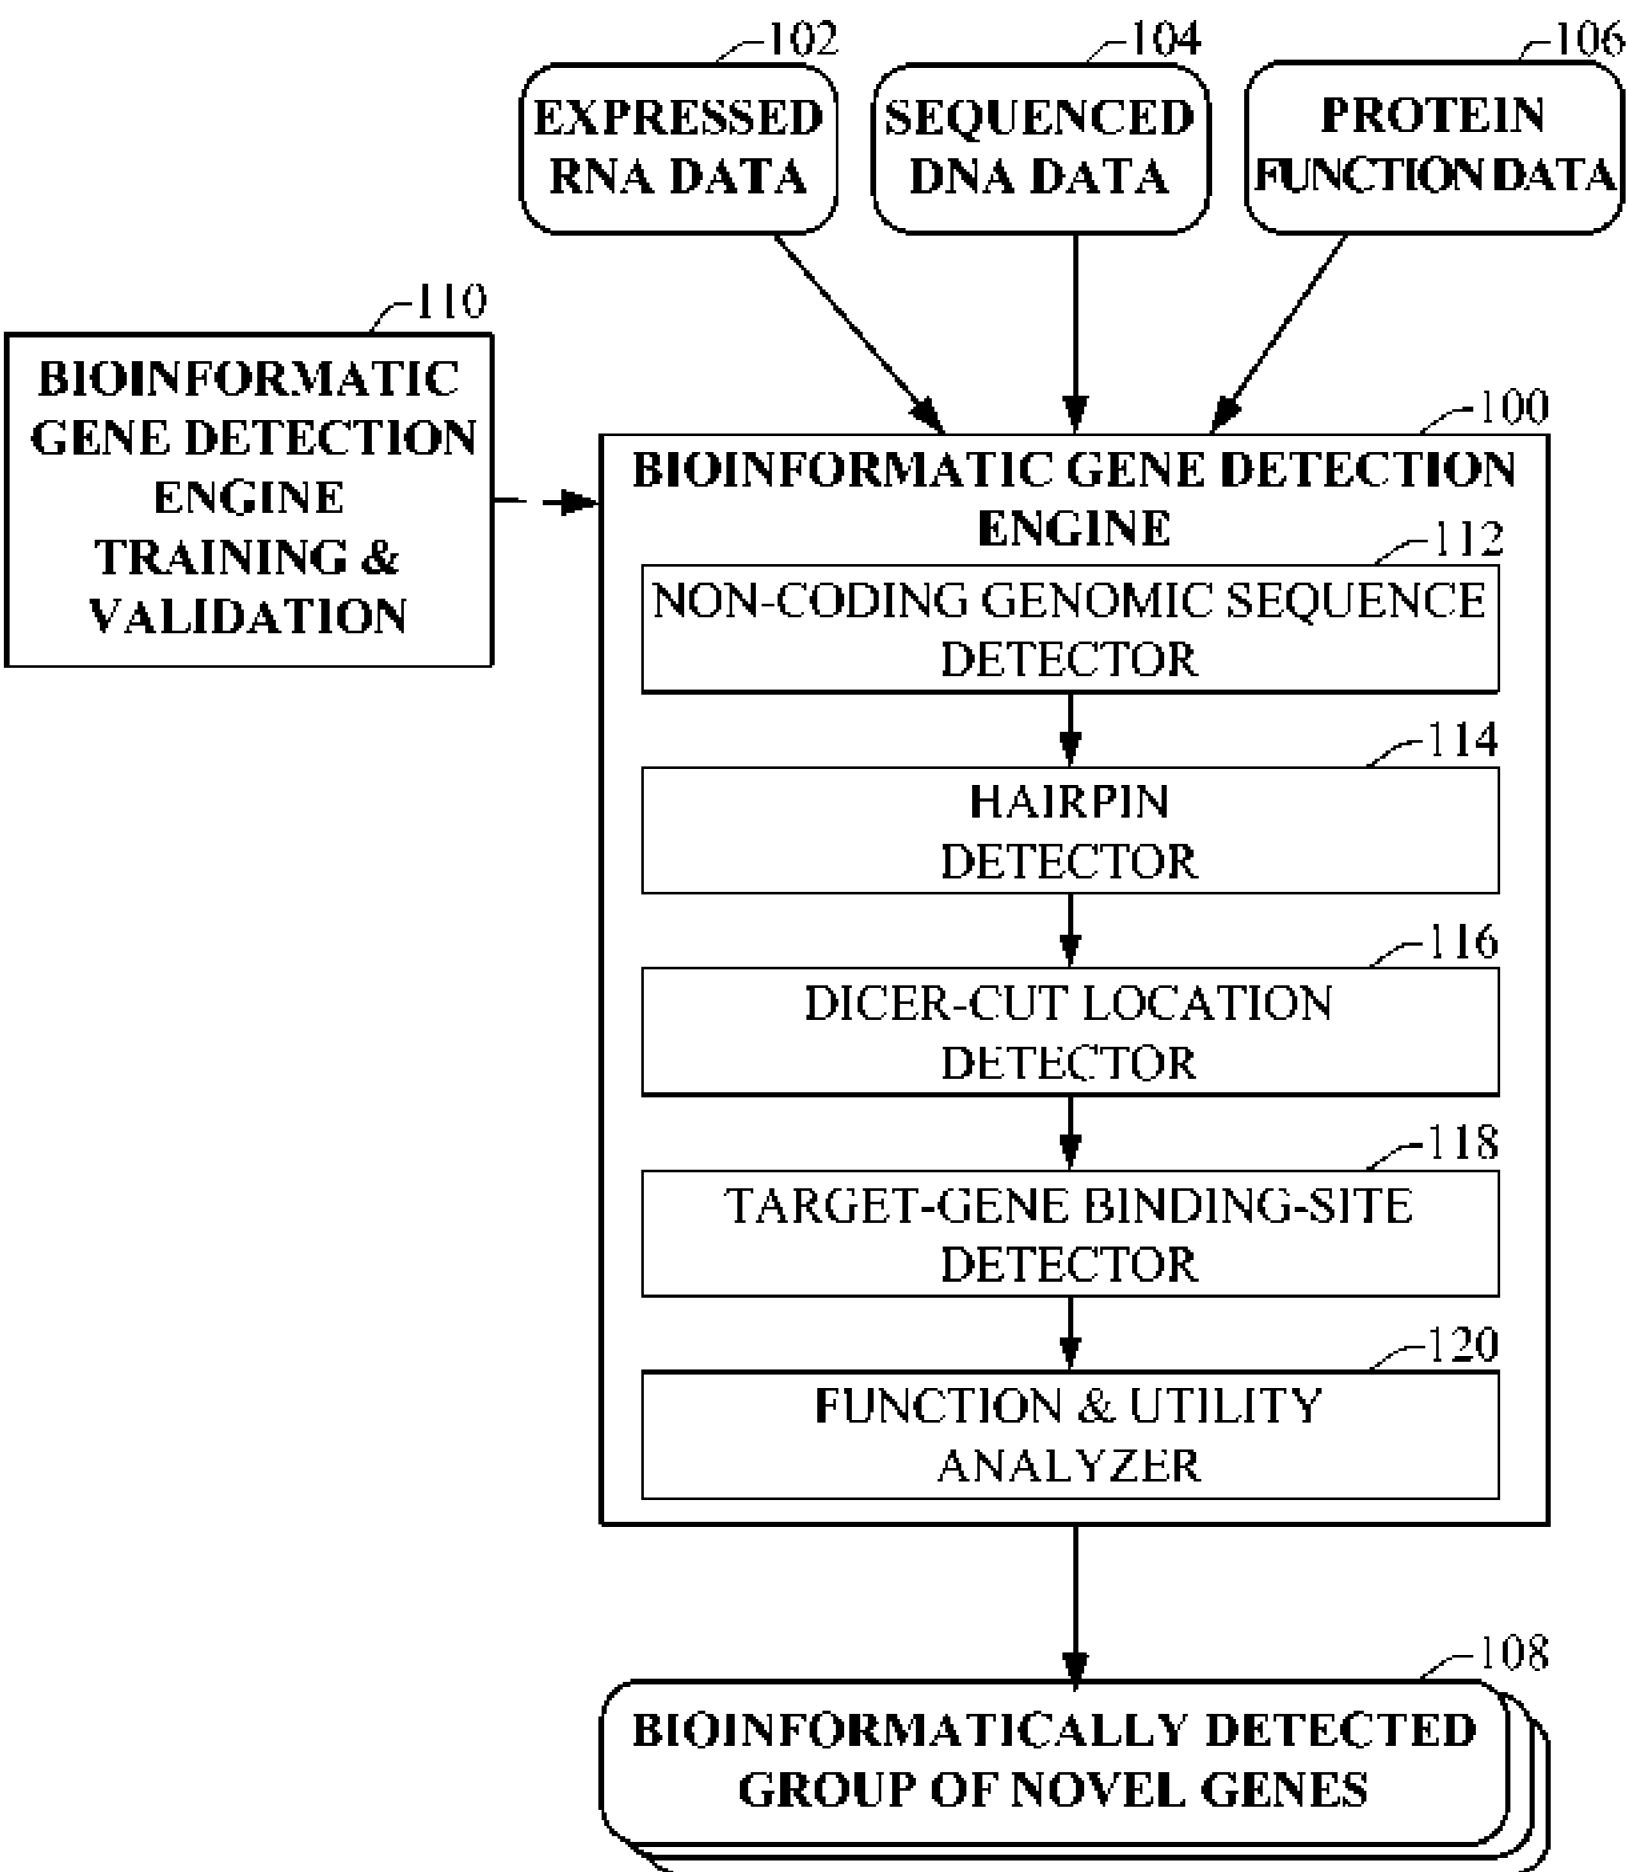 102
EXPRESSED
RNA DATA
104
SEQUENCED
DNA DATA
106
PROTEIN
FUNCTION DATA
110
BIOINFORMATIC
GENE DETECTION
ENGINE
TRAINING &
VALIDATION
100
BIOINFORMATIC GENE DETECTION
ENGINE
112
NON-CODING GENOMIC SEQUENCE
DETECTOR
114
HAIRPIN
DETECTOR
116
DICER-CUT LOCATION
DETECTOR
118
TARGET-GENE BINDING-SITE
DETECTOR
120
FUNCTION & UTILITY
ANALYZER
108
BIOINFORMATICALLY DETECTED
GROUP OF NOVEL GENES